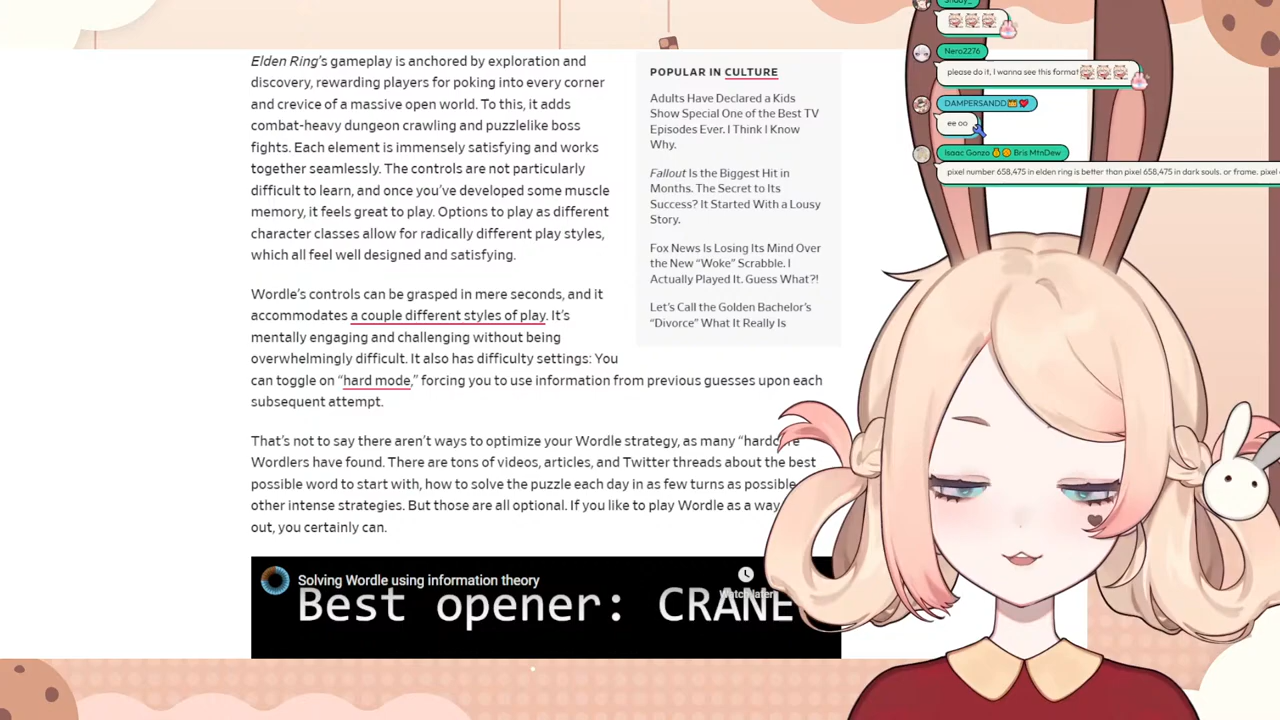 Elden Ring's gameplay is anchored by exploration and
discovery, rewarding players for poking into every corner
and crevice of a massive open world. To this, it adds
combat-heavy dungeon crawling and puzzlelike boss
fights. Each element is immensely satisfying and works
together seamlessly. The controls are not particularly
difficult to learn, and once you've developed some muscle
memory, it feels great to play. Options to play as different
character classes allow for radically different play styles,
which all feel well designed and satisfying.
Wordle's controls can be grasped in mere seconds, and it
accommodates a couple different styles of play. It's
mentally engaging and challenging without being
overwhelmingly difficult. It also has difficulty settings: You
can toggle on "hard mode," forcing you to use information from previous guesses upon each
subsequent attempt.
That's not to say there aren't ways to optimize your Wordle strategy, as many "hardcore
Wordlers have found. There are tons of videos, articles, and Twitter threads about the best
possible word to start with, how to solve the puzzle each day in as few turns as possible
other intense strategies. But those are all optional. If you like to play Wordle as a way
out, you certainly can.
Solving Wordle using information theory
Watch later
Best opener: CRANE
POPULAR IN CULTURE
Adults Have Declared a Kids
Show Special One of the Best TV
Episodes Ever. I Think I Know
Why.
Fallout Is the Biggest Hit in
Months. The Secret to Its
Success? It Started With a Lousy
Story.
Fox News Is Losing Its Mind Over
the New "Woke" Scrabble. I
Actually Played It. Guess What?!
Let's Call the Golden Bachelor's
"Divorce" What It Really Is
Nero2276
please do it, I wanna see this format
DAMPERSANDD
ee oo
Isaac Gonzo Bris MtnDew
pixel number 658,475 in elden ring is better than pixel 658,475 in dark souls. or frame. pixel